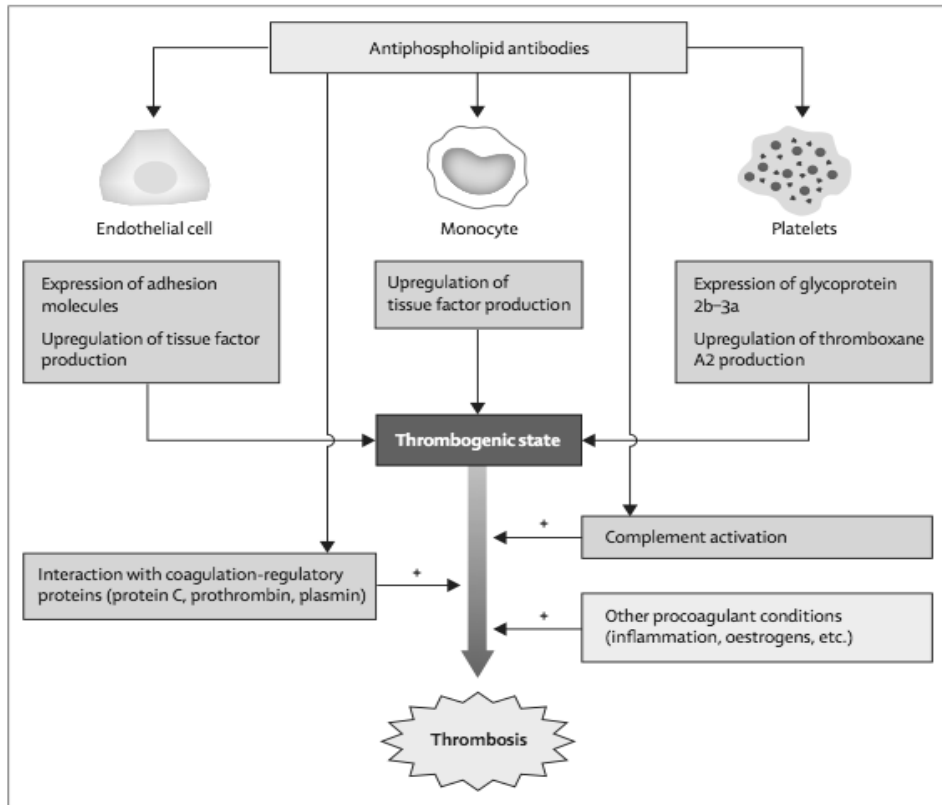 Antiphospholipid antibodies
Endothelial cell
Monocyte
Platelets
Expression of adhesion
molecules
Upregulation of tissue factor
production
Upregulation of
tissue factor production
Expression of glycoprotein
2b–3a
Upregulation of thromboxane
A2 production
Thrombogenic state
+
Complement activation
Interaction with coagulation-regulatory
proteins (protein C, prothrombin, plasmin)
+
+
Other procoagulant conditions
(inflammation, oestrogens, etc.)
Thrombosis